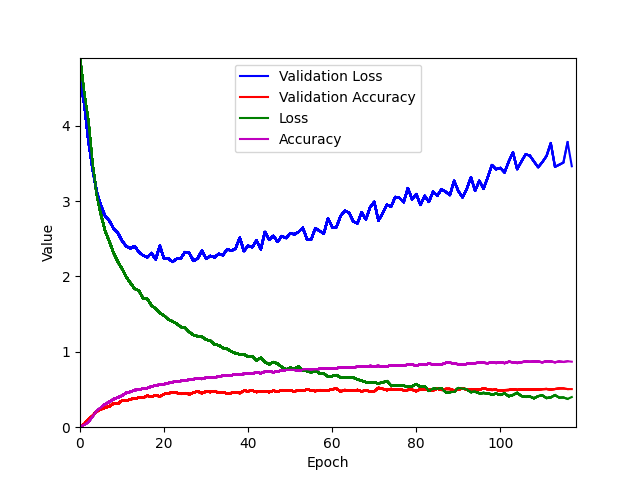 Validation Loss
Validation Accuracy
Loss
Accuracy
4
3
2
1
0
Value
0 20 40 60 80 100
Epoch